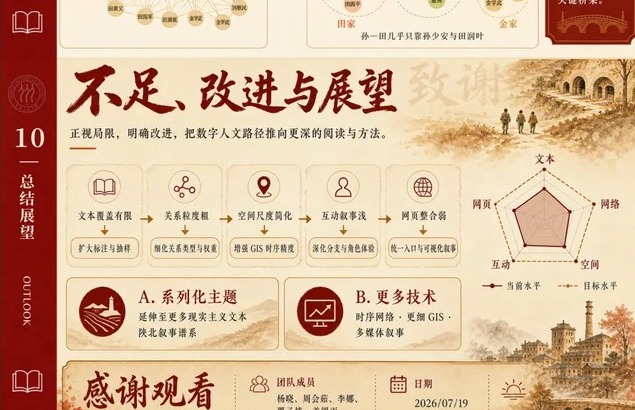 田家
金家
孙—田几乎只靠孙少安与田润叶
10
总结展望
OUTLOOK
不足、改进与展望
致谢
正视局限，明确改进，把数字人文路径推向更深的阅读与方法。
文本覆盖有限
关系粒度粗
空间尺度简化
互动叙事浅
网页整合弱
扩大标注与抽样
细化关系类型与权重
增强 GIS 时序精度
深化分支与角色体验
统一入口与可视化叙事
文本
网络
空间
互动
网页
当前水平
目标水平
A. 系列化主题
延伸至更多现实主义文本
陕北叙事谱系
B. 更多技术
时序网络 · 更细 GIS ·
多媒体叙事
感谢观看
团队成员
杨晓、周会茹、李娜、
日期
2026/07/19